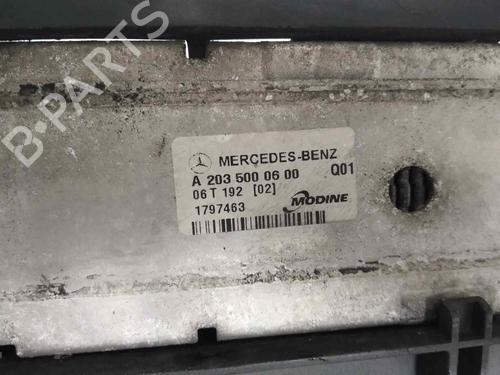 B-PARTS
MERCEDES-BENZ
A 203 500 06 00 Q01
06 T 192 [02]
1797463 MODINE